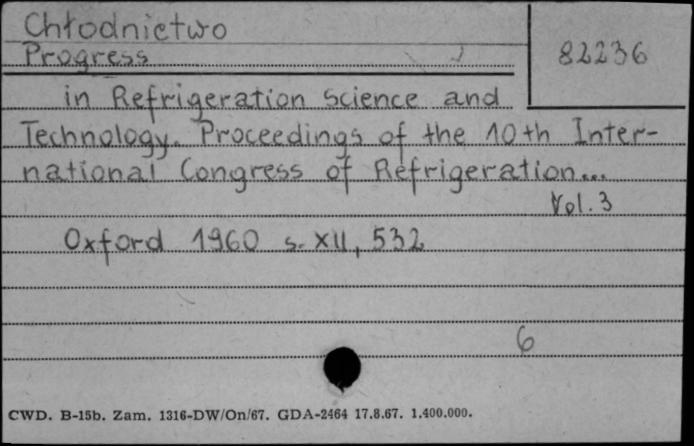 Chłodnictwo
Progress
82236
in Refrigeration science and
Technology. Proceedings of the 10th Inter-
national Congress of Refrigeration...
Vol. 3
Oxford 1960 s. XII, 532
6
CWD. B-15b. Zam. 1316-DW/On/67. GDA-2464 17.8.67. 1.400.000.